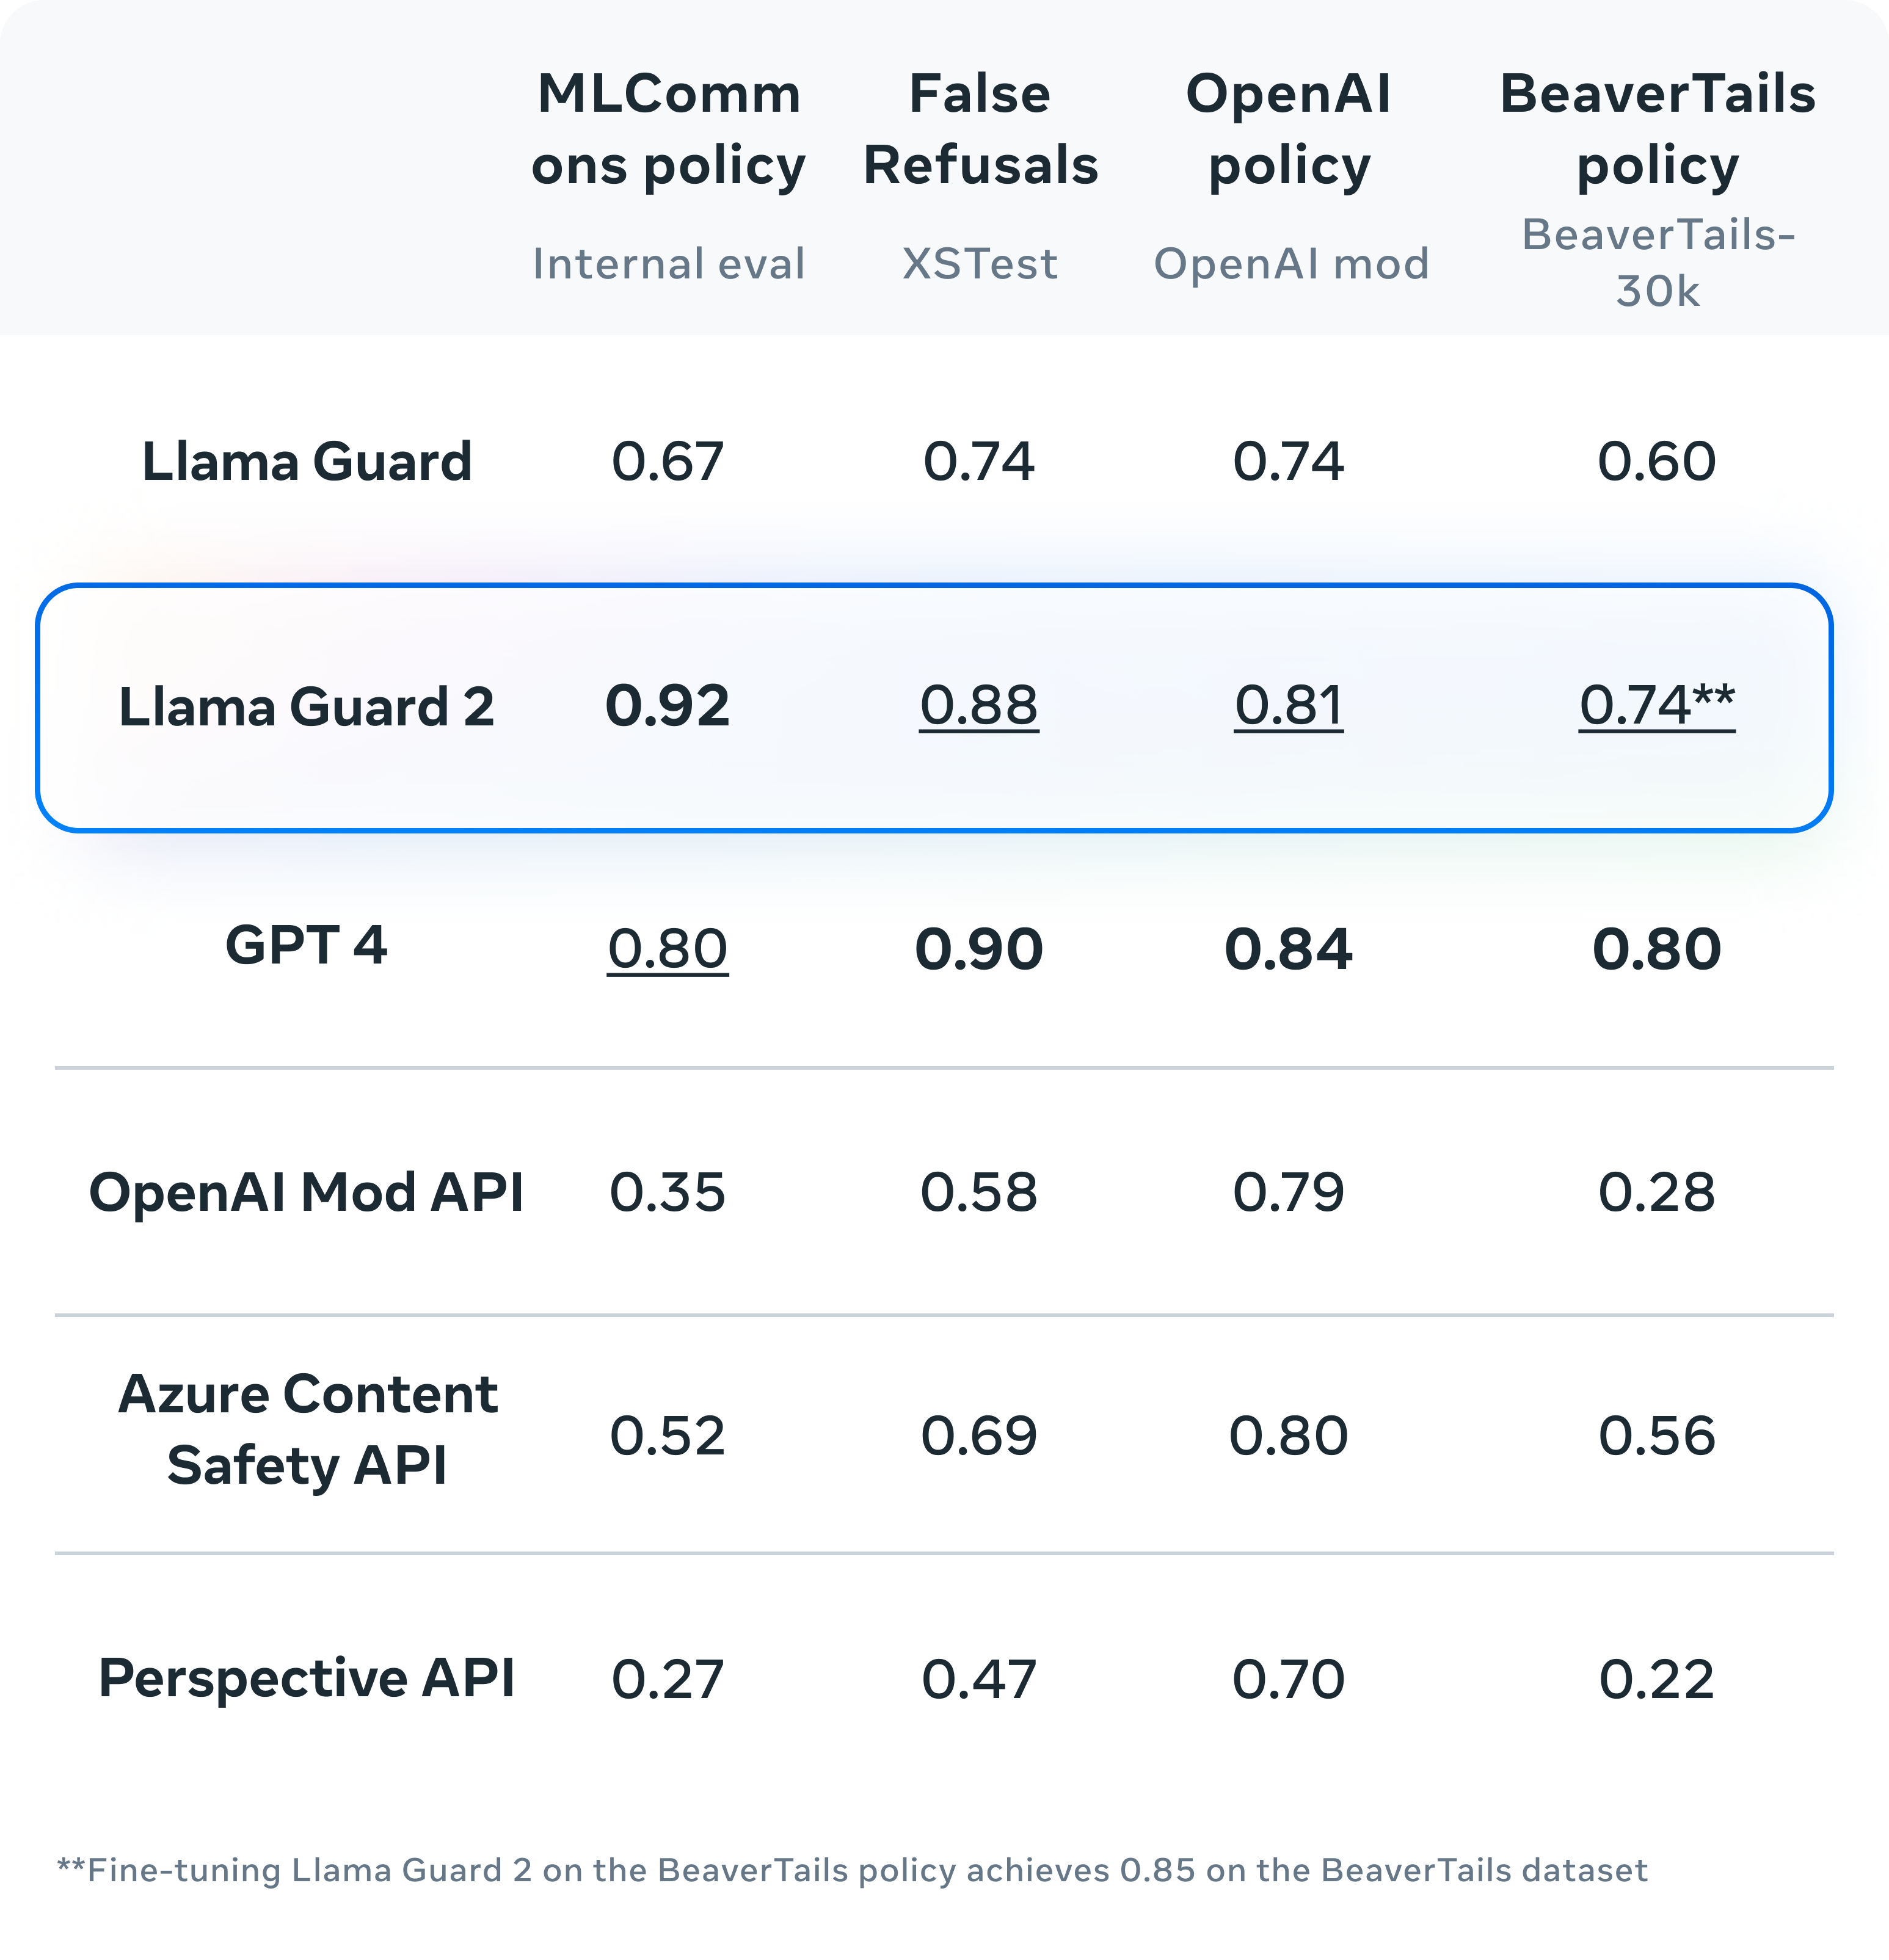 MLComm False OpenAI BeaverTails
ons policy Refusals policy policy
Internal eval XSTest OpenAI mod BeaverTails-
30k
Llama Guard 0.67 0.74 0.74 0.60
Llama Guard 2 0.92 0.88 0.81 0.74**
GPT 4 0.80 0.90 0.84 0.80
OpenAI Mod API 0.35 0.58 0.79 0.28
Azure Content
Safety API 0.52 0.69 0.80 0.56
Perspective API 0.27 0.47 0.70 0.22
**Fine-tuning Llama Guard 2 on the BeaverTails policy achieves 0.85 on the BeaverTails dataset